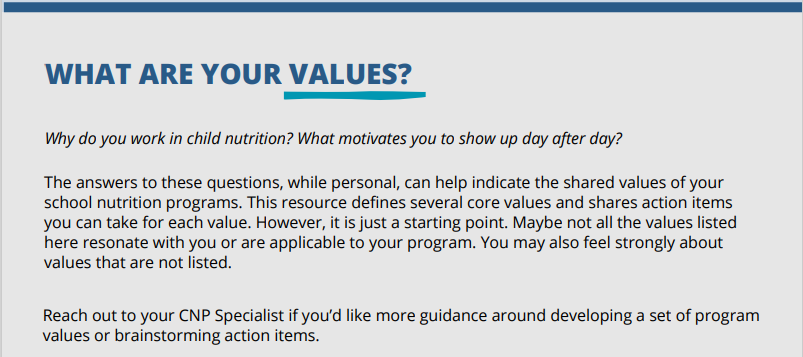 WHAT ARE YOUR VALUES?
Why do you work in child nutrition? What motivates you to show up day after day?
The answers to these questions, while personal, can help indicate the shared values of your
school nutrition programs. This resource defines several core values and shares action items
you can take for each value. However, it is just a starting point. Maybe not all the values listed
here resonate with you or are applicable to your program. You may also feel strongly about
values that are not listed.
Reach out to your CNP Specialist if you’d like more guidance around developing a set of program
values or brainstorming action items.